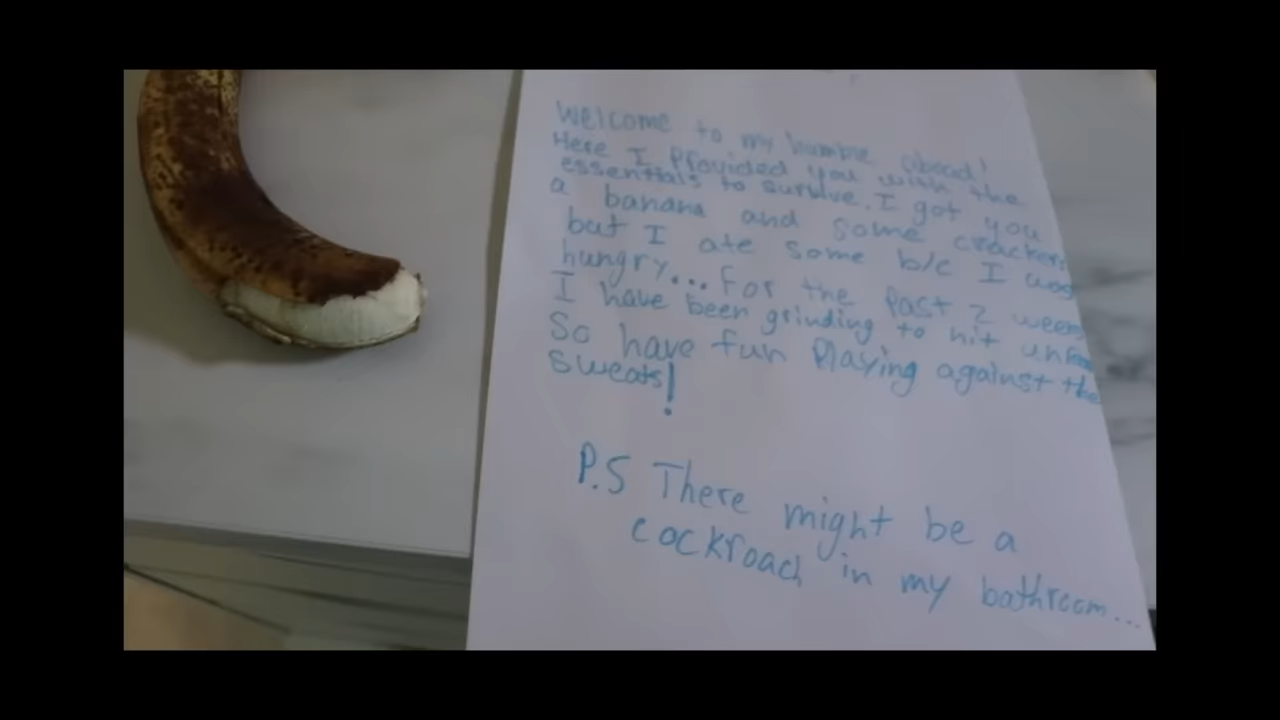 Welcome to my humble abead!
Here I Provided you with the
essentials to survive. I got you
a banana and some crackers
but I ate some b/c I was
hungry... For the Past 2 weeks
I have been grinding to hit
So have fun Playing against the
Sweats!
P.S There might be a
cockroach in my bathroom...